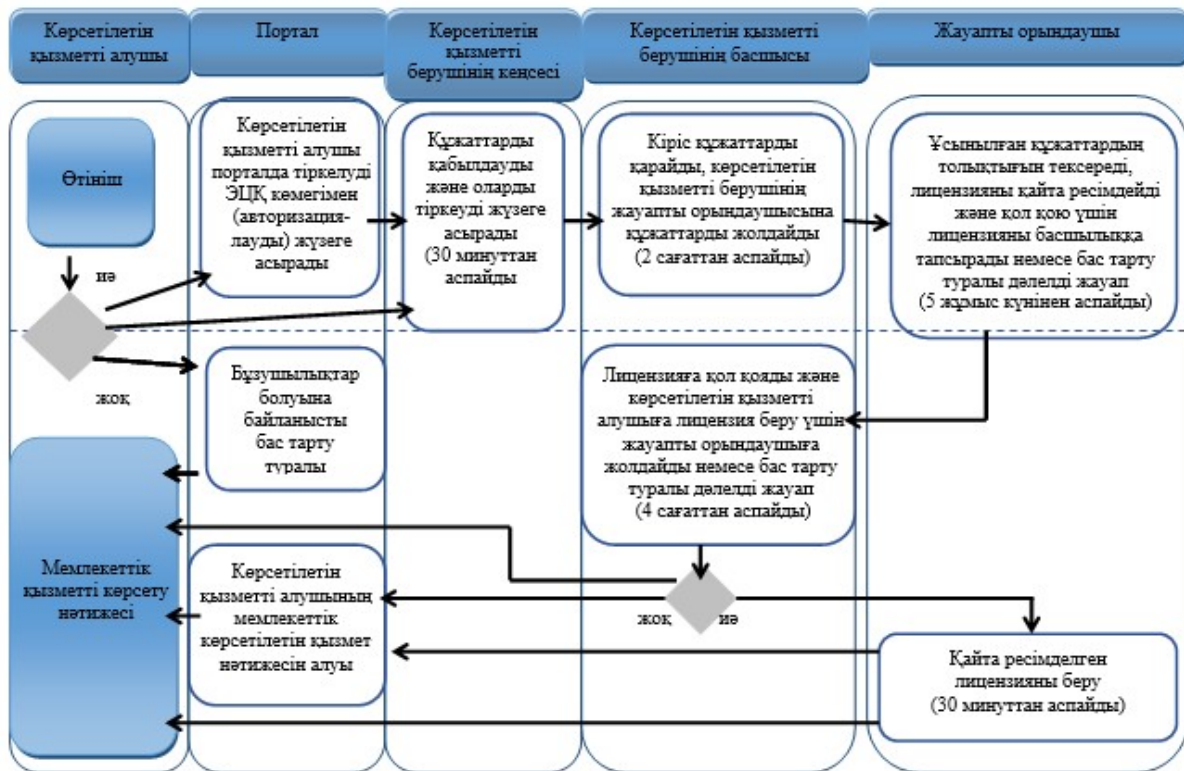 Көрсетілетін
қызметті алушы
Портал
Көрсетілетін
қызметті
берушінің кеңсесі
Көрсетілетін қызметті
берушінің басшысы
Жауапты орындаушы
Өтініш
Көрсетілетін
қызметті алушы
порталда тіркелуді
ЭЦҚ көмегімен
(авторизация-
лауды) жүзеге
асырады
Құжаттарды
қабылдауды
және оларды
тіркеуді жүзеге
асырады
(30 минуттан
аспайды
Кіріс құжаттарды
қарайды, көрсетілетін
қызметті берушінің
жауапты орындаушысына
құжаттарды жолдайды
(2 сағаттан аспайды)
Ұсынылған құжаттардың
толықтығын тексереді,
лицензияны қайта ресімдейді
және қол қою үшін
лицензияны басшылыққа
тапсырады немесе бас тарту
туралы дәлелді жауап
(5 жұмыс күнінен аспайды)
иә
жоқ
Бұзушылықтар
болуына
байланысты
бас тарту
туралы
Лицензияға қол қояды және
көрсетілетін қызметті
алушыға лицензия беру үшін
жауапты орындаушыға
жолдайды немесе бас тарту
туралы дәлелді жауап
(4 сағаттан аспайды)
Мемлекеттік
қызметті көрсету
нәтижесі
Көрсетілетін
қызметті алушының
мемлекеттік
көрсетілетін қызмет
нәтижесін алуы
жоқ
иә
Қайта ресімделген
лицензияны беру
(30 минуттан аспайды)